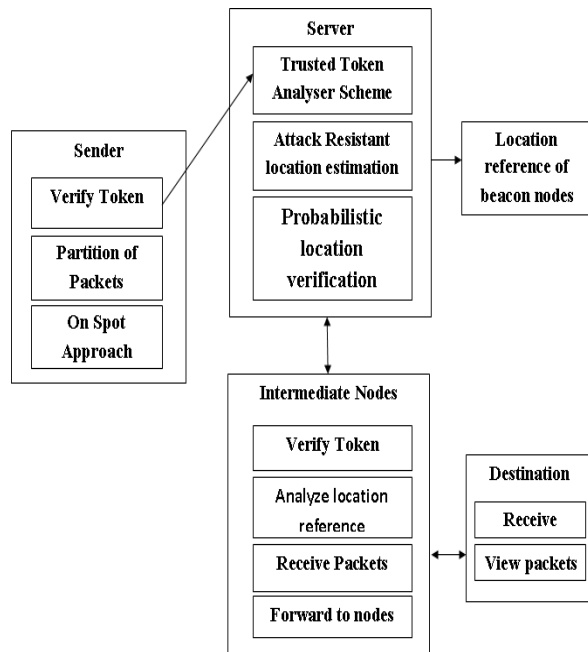 Sender
Verify Token
Partition of
Packets
On Spot
Approach
Server
Trusted Token
Analyser Scheme
Attack Resistant
location estimation
Probabilistic
location
verification
Location
reference of
beacon nodes
Intermediate Nodes
Verify Token
Analyze location
reference
Receive Packets
Forward to nodes
Destination
Receive
View packets